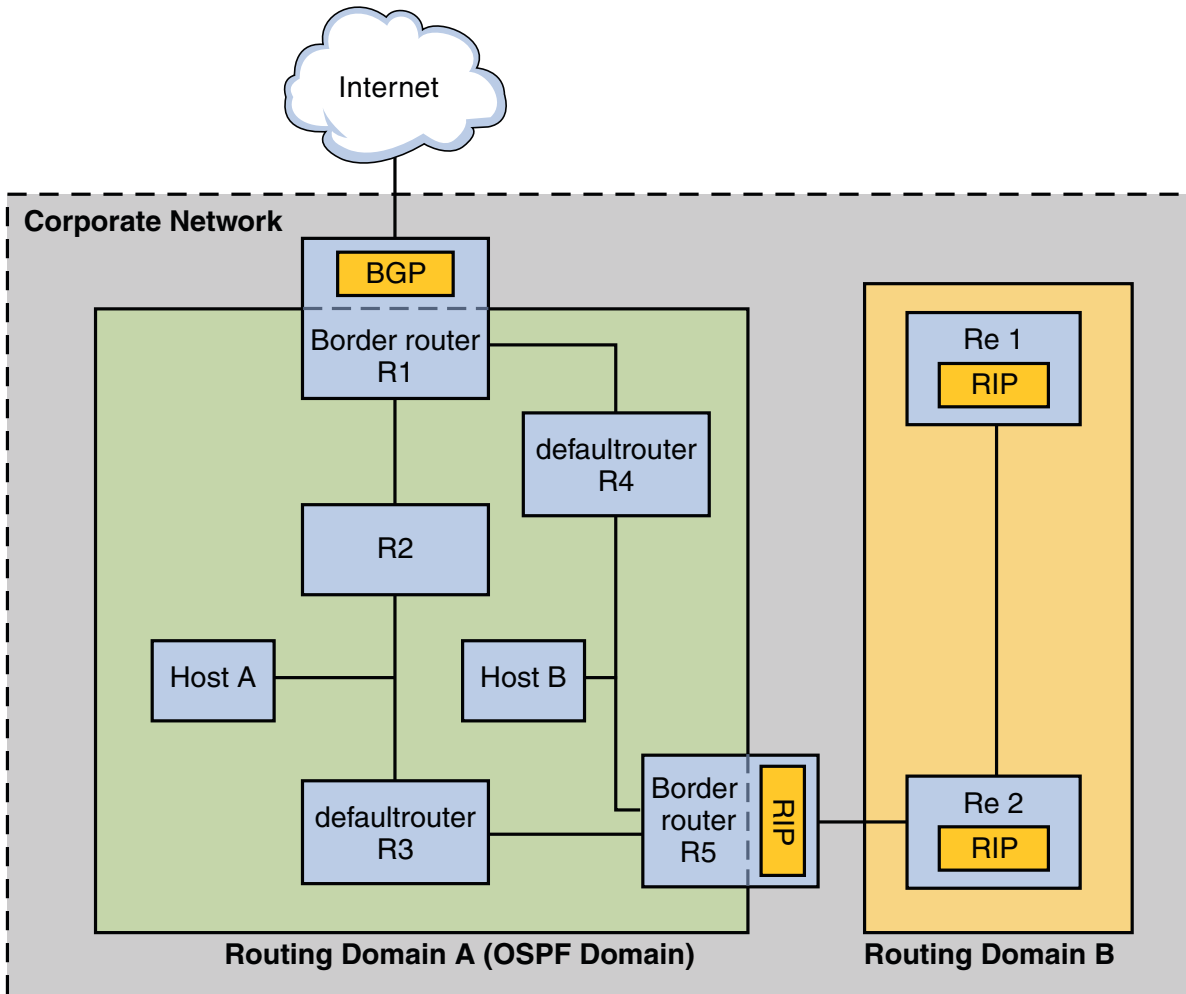 Internet
Corporate Network
BGP
Border router
R1
Re 1
RIP
defaultrouter
R4
R2
Host A
Host B
defaultrouter
R3
Border
router
R5
RIP
Re 2
RIP
Routing Domain A (OSPF Domain)
Routing Domain B